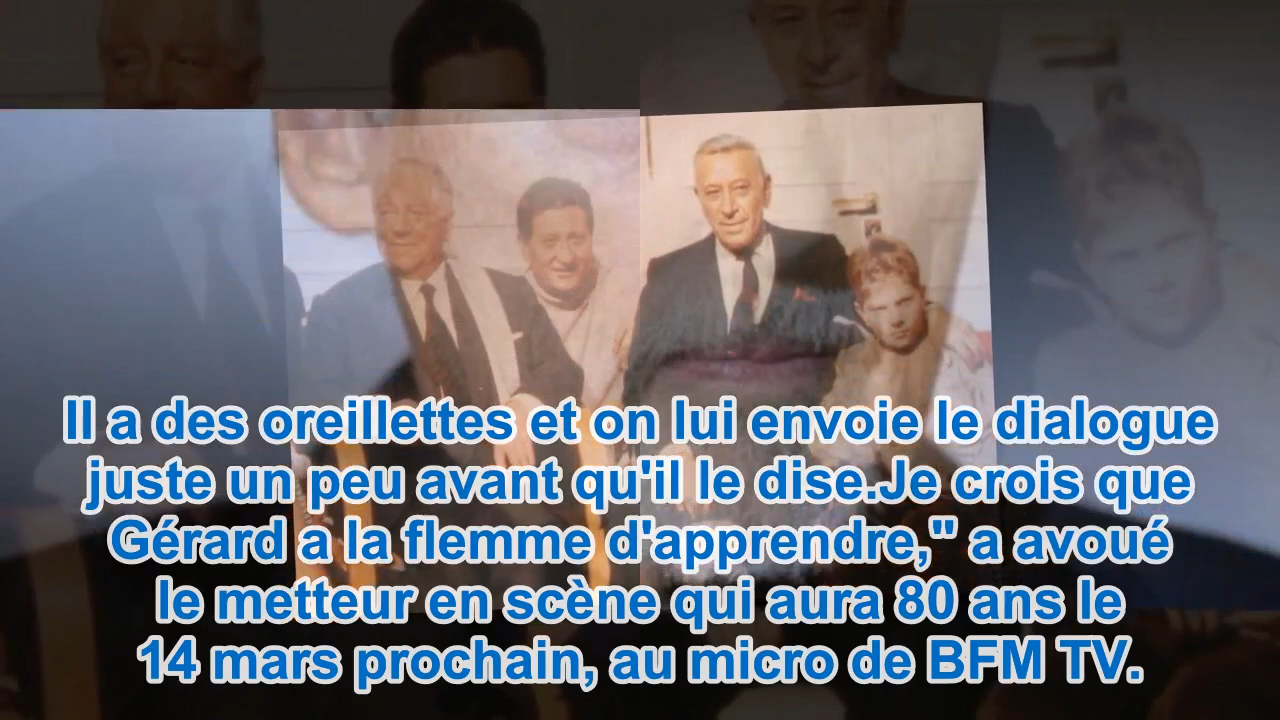 Il a des oreillettes et on lui envoie le dialogue
juste un peu avant qu'il le dise.Je crois que
Gérard a la flemme d'apprendre," a avoué
le metteur en scène qui aura 80 ans le
14 mars prochain, au micro de BFM TV.